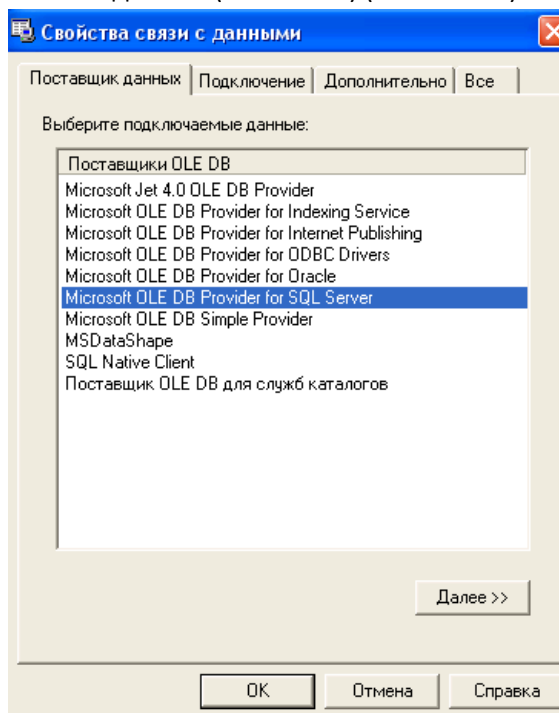 Свойства связи с данными
Поставщик данных Подключение Дополнительно Все
Выберите подключаемые данные:
Поставщики OLE DB
Microsoft Jet 4.0 OLE DB Provider
Microsoft OLE DB Provider for Indexing Service
Microsoft OLE DB Provider for Internet Publishing
Microsoft OLE DB Provider for ODBC Drivers
Microsoft OLE DB Provider for Oracle
Microsoft OLE DB Provider for SQL Server
Microsoft OLE DB Simple Provider
MSDataShape
SQL Native Client
Поставщик OLE DB для служб каталогов
Далее >>
OK Отмена Справка